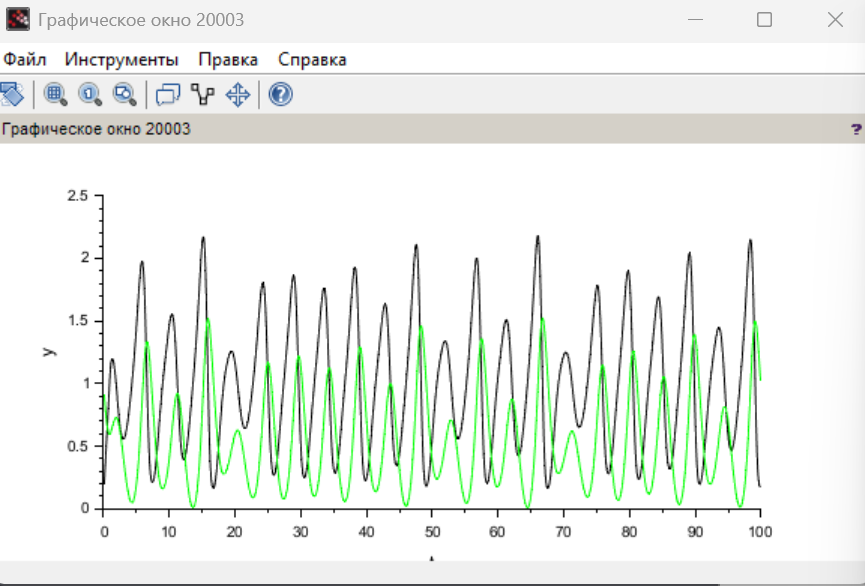 Графическое окно 20003
Файл Инструменты Правка Справка
Графическое окно 20003 ?
2.5
2
1.5
y
1
0.5
0
0 10 20 30 40 50 60 70 80 90 100